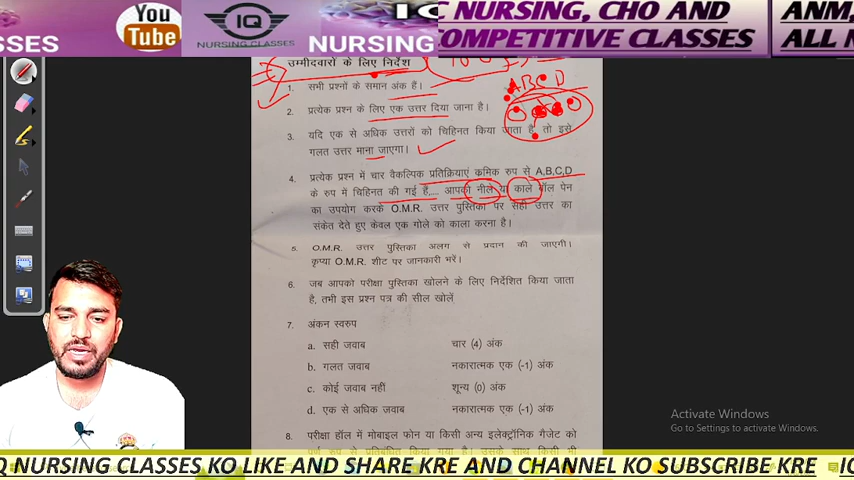 SSES
You
Tube
IQ
NURSING CLASSES
NURSING
NURSING, CHO AND
COMPETITIVE CLASSES
ANM,
ALL N
उम्मीदवारों के लिए निर्देश
A B C D
1. सभी प्रश्नों के समान अंक हैं।
2. प्रत्येक प्रश्न के लिए एक उत्तर दिया जाना है।
3. यदि एक से अधिक उत्तरों को चिहिनत किया जाता है, तो इसे
गलत उत्तर माना जाएगा।
4. प्रत्येक प्रश्न में चार वैकल्पिक प्रतिक्रियाएं क्रमिक रुप से A,B,C,D
के रुप में चिहिनत की गई हैं,... आपको नीले या काले बॉल पेन
का उपयोग करके O.M.R. उत्तर पुस्तिका पर सही उत्तर का
संकेत देते हुए केवल एक गोले को काला करना है।
5. O.M.R. उत्तर पुस्तिका अलग से प्रदान की जाएगी।
कृप्या O.M.R. शीट पर जानकारी भरें।
6. जब आपको परीक्षा पुस्तिका खोलने के लिए निर्देशित किया जाता
है, तभी इस प्रश्न पत्र की सील खोलें
7. अंकन स्वरुप
a. सही जवाब चार (4) अंक
b. गलत जवाब नकारात्मक एक (-1) अंक
c. कोई जवाब नहीं शून्य (0) अंक
d. एक से अधिक जवाब नकारात्मक एक (-1) अंक
8. परीक्षा हॉल में मोबाइल फोन या किसी अन्य इलेक्ट्रॉनिक गैजेट को
Activate Windows
Go to Settings to activate Windows.
Q NURSING CLASSES KO LIKE AND SHARE KRE AND CHANNEL KO SUBSCRIBE KRE